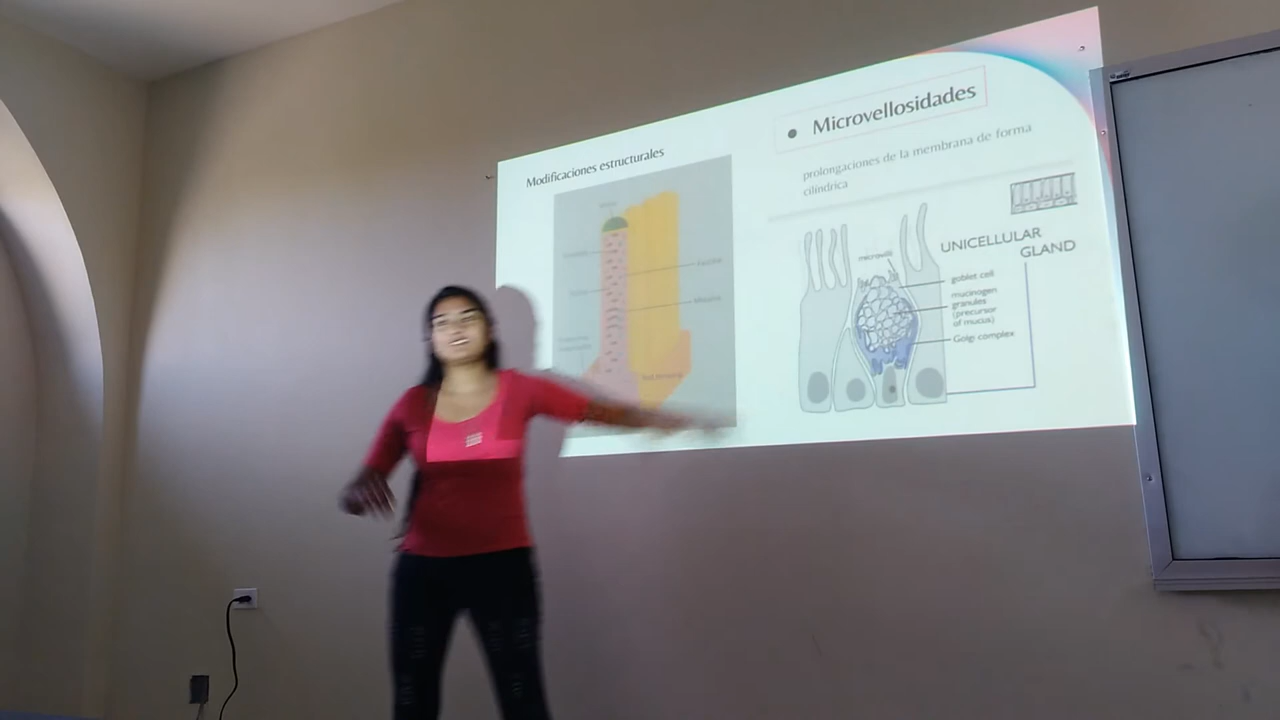 Modificaciones estructurales
• Microvellosidades
prolongaciones de la membrana de forma
cilíndrica
UNICELLULAR
GLAND
microvilli
goblet cell
mucinogen
granules
(precursor
of mucus)
Golgi complex